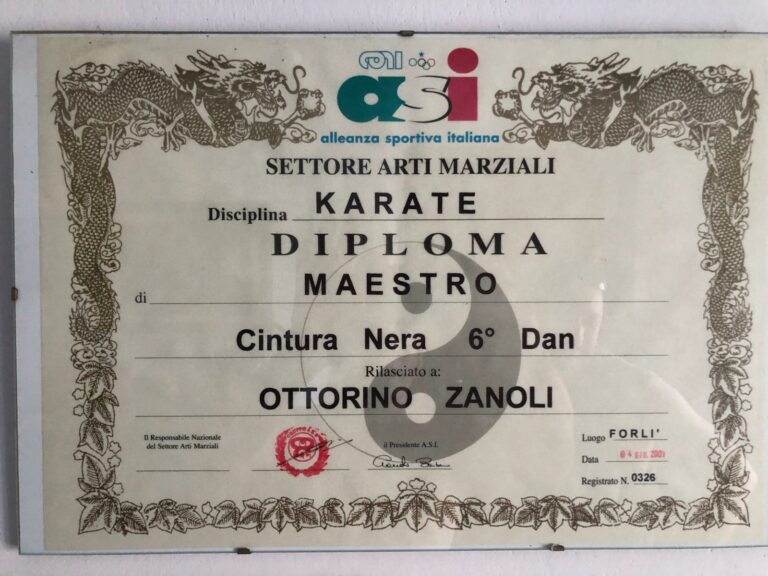 asi
alleanza sportiva italiana
SETTORE ARTI MARZIALI
Disciplina KARATE
DIPLOMA
di MAESTRO
Cintura Nera 6° Dan
Rilasciato a:
OTTORINO ZANOLI
Il Responsabile Nazionale
del Settore Arti Marziali
il Presidente A.S.I.
Luogo FORLI'
Data
Registrato N. 0326